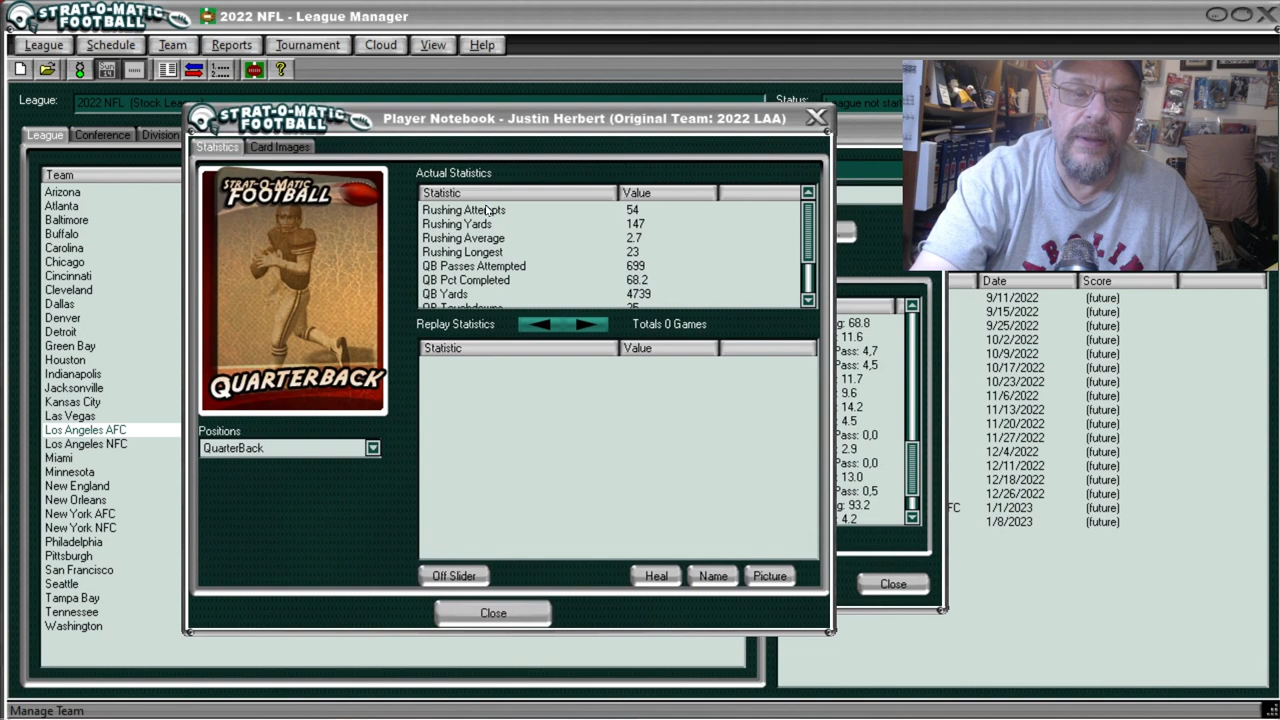 STRAT-O-MATIC
FOOTBALL
2022 NFL - League Manager
League Schedule Team Reports Tournament Cloud View Help
League: 2022 NFL (Stock Lea
Status: ague not star
STRAT-O-MATIC
FOOTBALL
Player Notebook - Justin Herbert (Original Team: 2022 LAA)
League Conference Division
Statistics Card Images
Team
Arizona
Atlanta
Baltimore
Buffalo
Carolina
Chicago
Cincinnati
Cleveland
Dallas
Denver
Detroit
Green Bay
Houston
Indianapolis
Jacksonville
Kansas City
Las Vegas
Los Angeles AFC
Los Angeles NFC
Miami
Minnesota
New England
New Orleans
New York AFC
New York NFC
Philadelphia
Pittsburgh
San Francisco
Seattle
Tampa Bay
Tennessee
Washington
STRAT-O-MATIC
FOOTBALL
QUARTERBACK
Positions
QuarterBack
Actual Statistics
Statistic Value
Rushing Attempts 54
Rushing Yards 147
Rushing Average 2.7
Rushing Longest 23
QB Passes Attempted 699
QB Pct Completed 68.2
QB Yards 4739
QB Touchdowns 25
Replay Statistics Totals 0 Games
Statistic Value
Off Slider Heal Name Picture
Close
g: 68.8
11.6
Pass: 4,7
Pass: 4,5
11.7
9.6
14.2
4.5
Pass: 0,0
2.9
Pass: 0,0
13.0
Pass: 0,5
g: 93.2
4.2
Close
Date Score
9/11/2022 (future)
9/15/2022 (future)
9/25/2022 (future)
10/2/2022 (future)
10/9/2022 (future)
10/17/2022 (future)
10/23/2022 (future)
11/6/2022 (future)
11/13/2022 (future)
11/20/2022 (future)
11/27/2022 (future)
12/4/2022 (future)
12/11/2022 (future)
12/18/2022 (future)
12/26/2022 (future)
FC 1/1/2023 (future)
1/8/2023 (future)
Manage Team